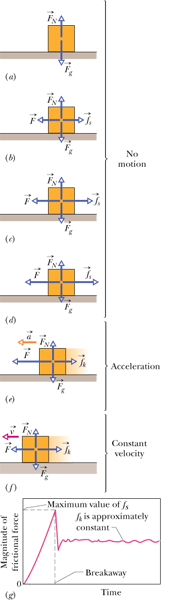 F_N
F_g
(a)
F_N
F f_s
F_g
(b)
F_N
F f_s
F_g
(c)
No
motion
F_N
F f_s
F_g
(d)
a
F_N
F f_k
F_g
(e)
Acceleration
v
F_N
F f_k
F_g
(f)
Constant
velocity
Magnitude of
frictional force
Maximum value of f_s
f_k is approximately
constant
Breakaway
0
Time
(g)